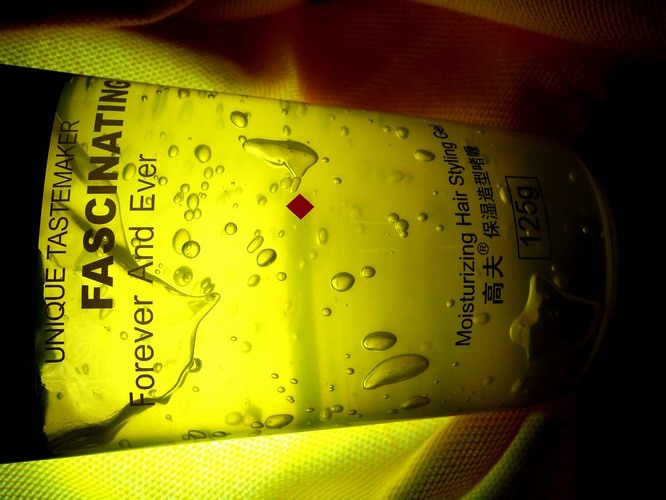 UNIQUE TASTEMAKER
FASCINATING
Forever And Ever
Moisturizing Hair Styling Gel
高夫® 保湿造型啫喱
125g